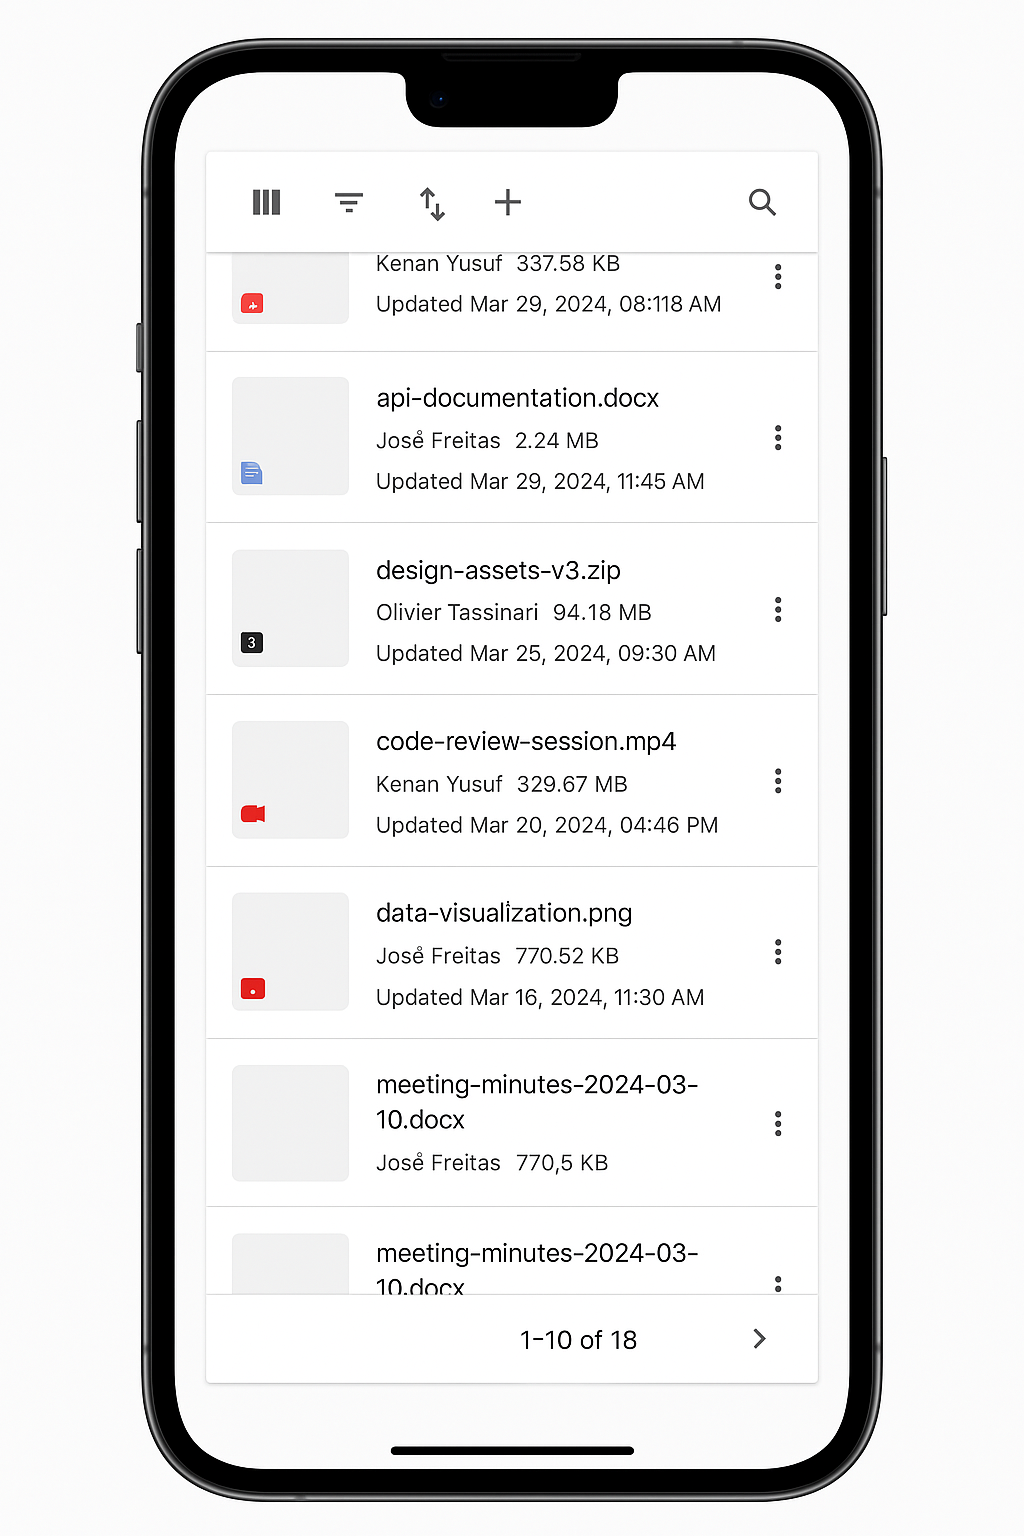 Kenan Yusuf 337.58 KB
Updated Mar 29, 2024, 08:118 AM
api-documentation.docx
José Freitas 2.24 MB
Updated Mar 29, 2024, 11:45 AM
design-assets-v3.zip
Olivier Tassinari 94.18 MB
3
Updated Mar 25, 2024, 09:30 AM
code-review-session.mp4
Kenan Yusuf 329.67 MB
Updated Mar 20, 2024, 04:46 PM
data-visualization.png
José Freitas 770.52 KB
Updated Mar 16, 2024, 11:30 AM
meeting-minutes-2024-03-
10.docx
José Freitas 770,5 KB
meeting-minutes-2024-03-
10.docx
1-10 of 18